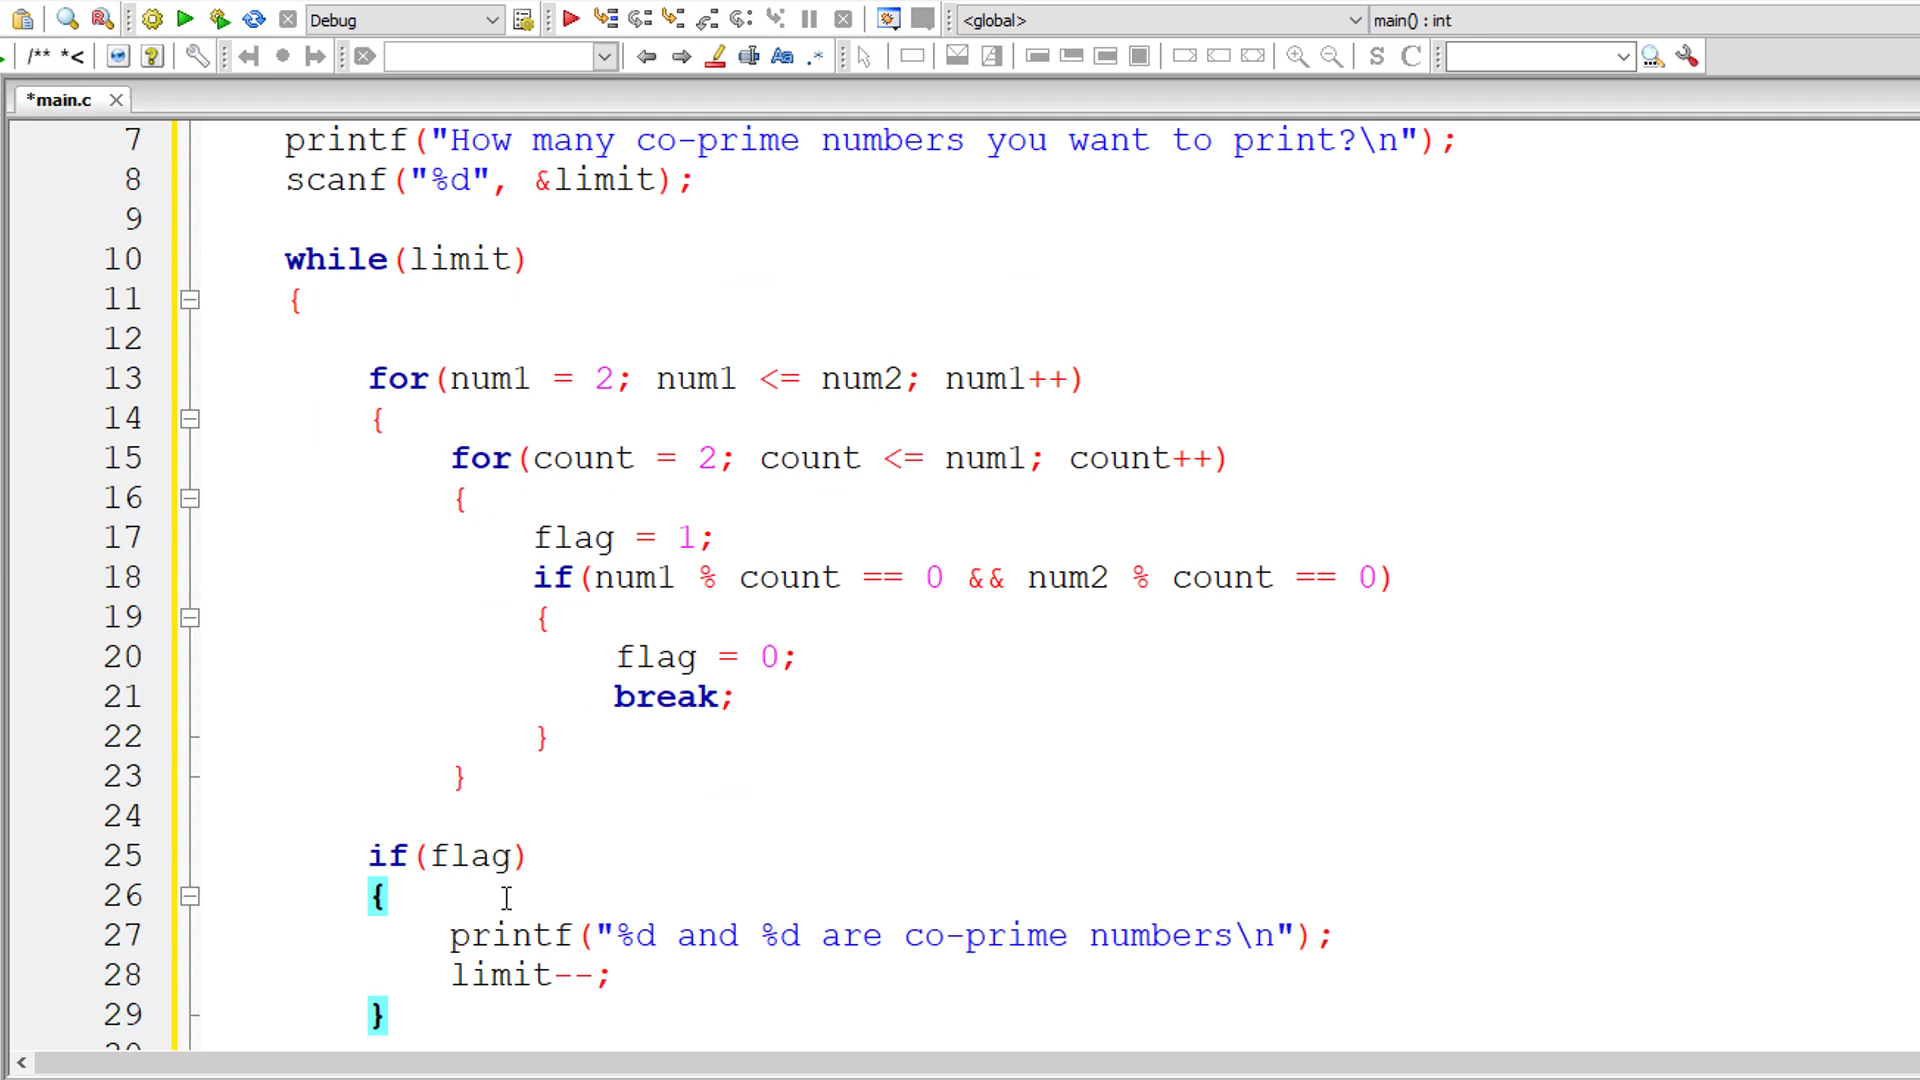 Debug
<global>
main() : int
/** *<
Aa
.*
S
C
*main.c
7 printf("How many co-prime numbers you want to print?\n");
8 scanf("%d", &limit);
9
10 while(limit)
11 {
12
13 for(num1 = 2; num1 <= num2; num1++)
14 {
15 for(count = 2; count <= num1; count++)
16 {
17 flag = 1;
18 if(num1 % count == 0 && num2 % count == 0)
19 {
20 flag = 0;
21 break;
22 }
23 }
24
25 if(flag)
26 {
27 printf("%d and %d are co-prime numbers\n");
28 limit--;
29 }